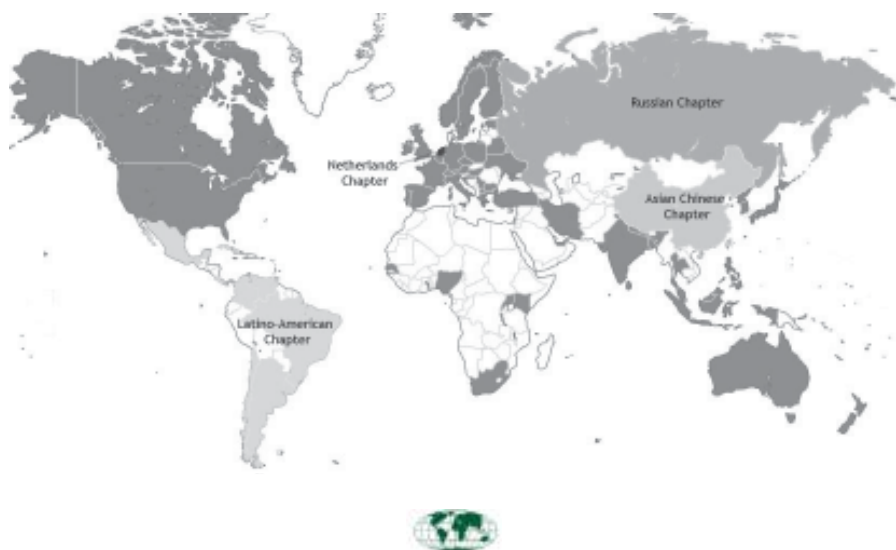 Russian Chapter
Netherlands
Chapter
Asian Chinese
Chapter
Latino-American
Chapter